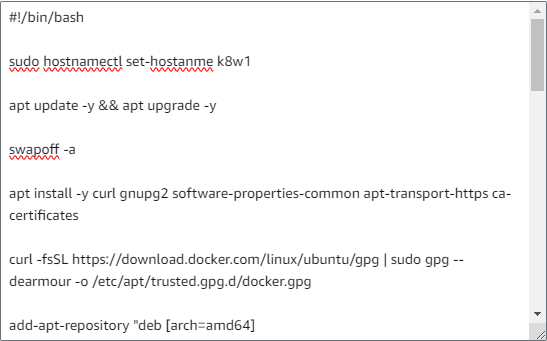 #!/bin/bash
sudo hostnamectl set-hostanme k8w1
apt update -y && apt upgrade -y
swapoff -a
apt install -y curl gnupg2 software-properties-common apt-transport-https ca-
certificates
curl -fsSL https://download.docker.com/linux/ubuntu/gpg | sudo gpg --
dearmour -o /etc/apt/trusted.gpg.d/docker.gpg
add-apt-repository "deb [arch=amd64]